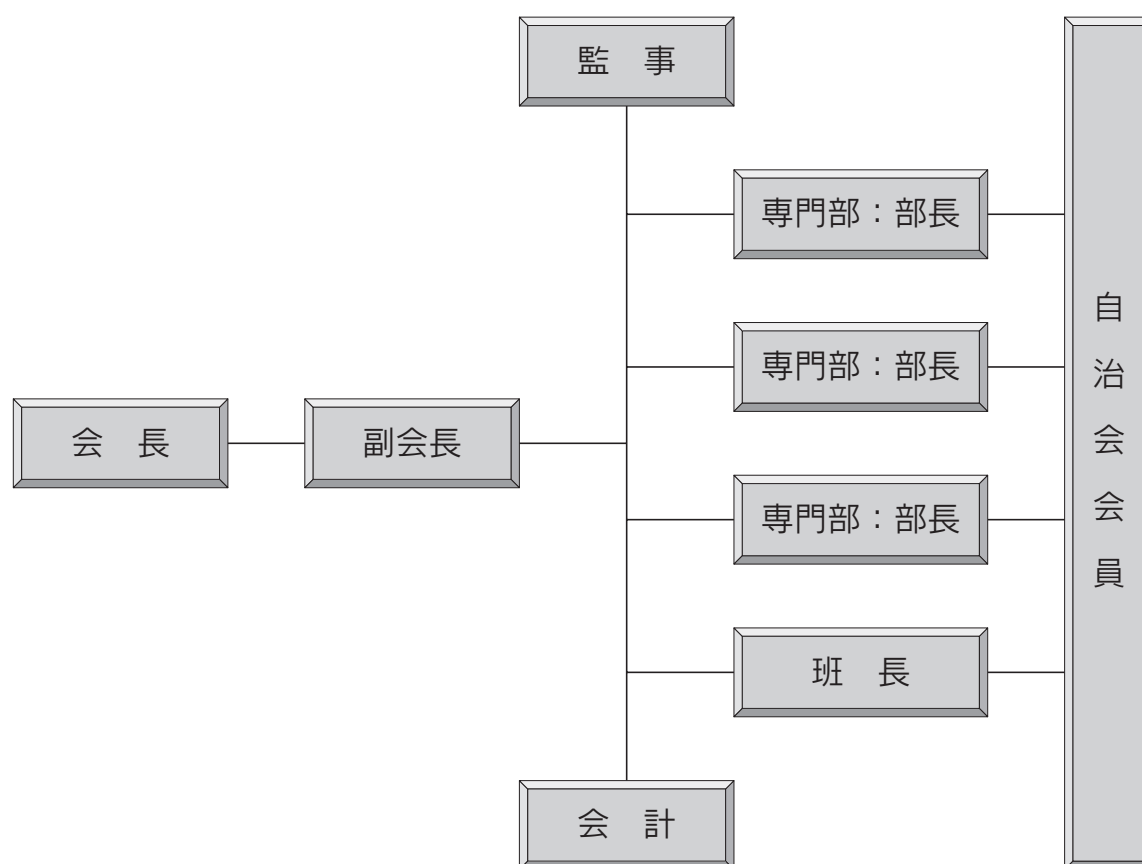 監　事
専門部：部長
専門部：部長
会　長
副会長
専門部：部長
班　長
会　計
自治会会員